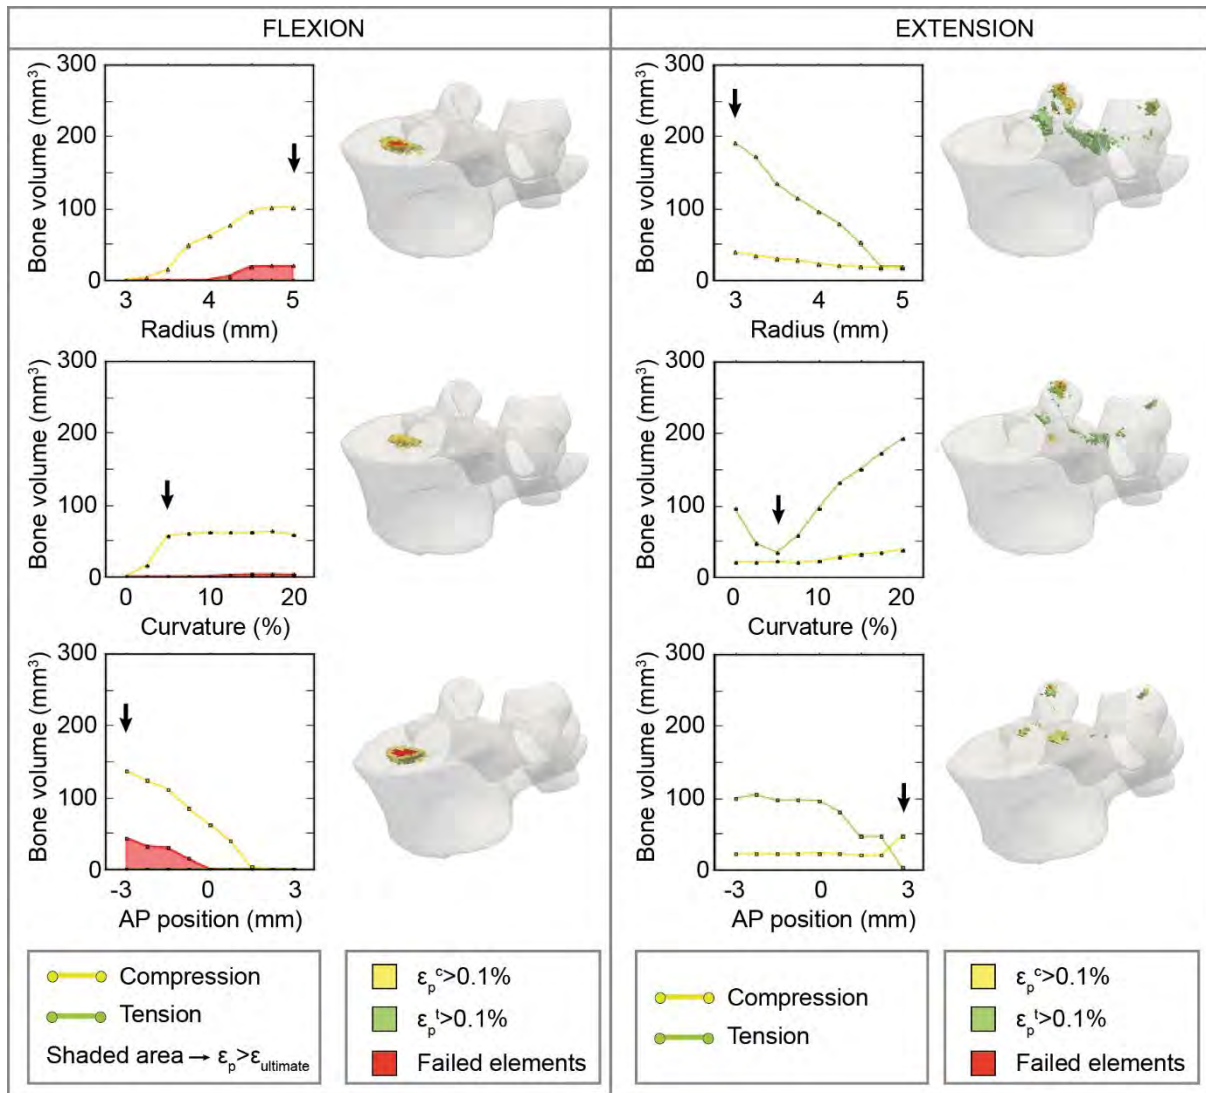 FLEXION
EXTENSION
Bone volume (mm³)
300
200
100
0
3
4
5
Radius (mm)
Bone volume (mm³)
300
200
100
0
3
4
5
Radius (mm)
Bone volume (mm³)
300
200
100
0
0
10
20
Curvature (%)
Bone volume (mm³)
300
200
100
0
0
10
20
Curvature (%)
Bone volume (mm³)
300
200
100
0
-3
0
3
AP position (mm)
Bone volume (mm³)
300
200
100
0
-3
0
3
AP position (mm)
Compression
Tension
Shaded area → εp>εultimate
εpᶜ>0.1%
εpᵗ>0.1%
Failed elements
Compression
Tension
εpᶜ>0.1%
εpᵗ>0.1%
Failed elements